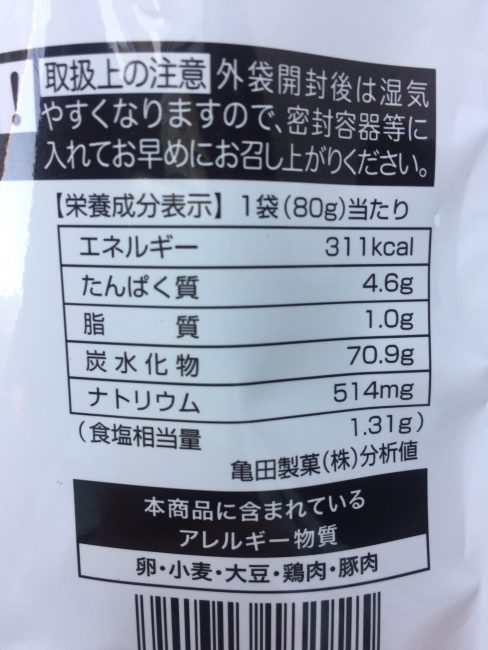 ! 取扱上の注意 外袋開封後は湿気
やすくなりますので、密封容器等に
入れてお早めにお召し上がりください。
【栄養成分表示】 1袋(80g)当たり
エネルギー 311kcal
たんぱく質 4.6g
脂質 1.0g
炭水化物 70.9g
ナトリウム 514mg
(食塩相当量 1.31g)
亀田製菓(株)分析値
本商品に含まれている
アレルギー物質
卵・小麦・大豆・鶏肉・豚肉